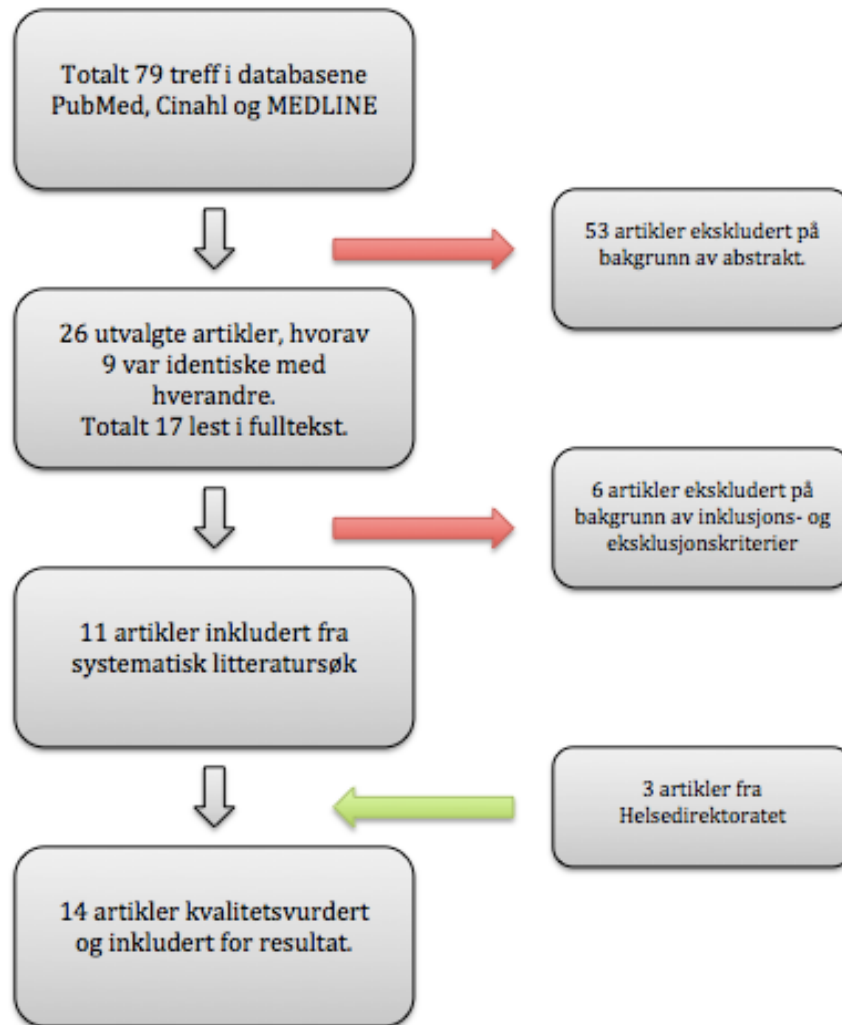 Totalt 79 treff i databasene
PubMed, Cinahl og MEDLINE
53 artikler ekskludert på
bakgrunn av abstrakt.
26 utvalgte artikler, hvorav
9 var identiske med
hverandre.
Totalt 17 lest i fulltekst.
6 artikler ekskludert på
bakgrunn av inklusjons- og
eksklusjonskriterier
11 artikler inkludert fra
systematisk litteratursøk
3 artikler fra
Helsedirektoratet
14 artikler kvalitetsvurdert
og inkludert for resultat.